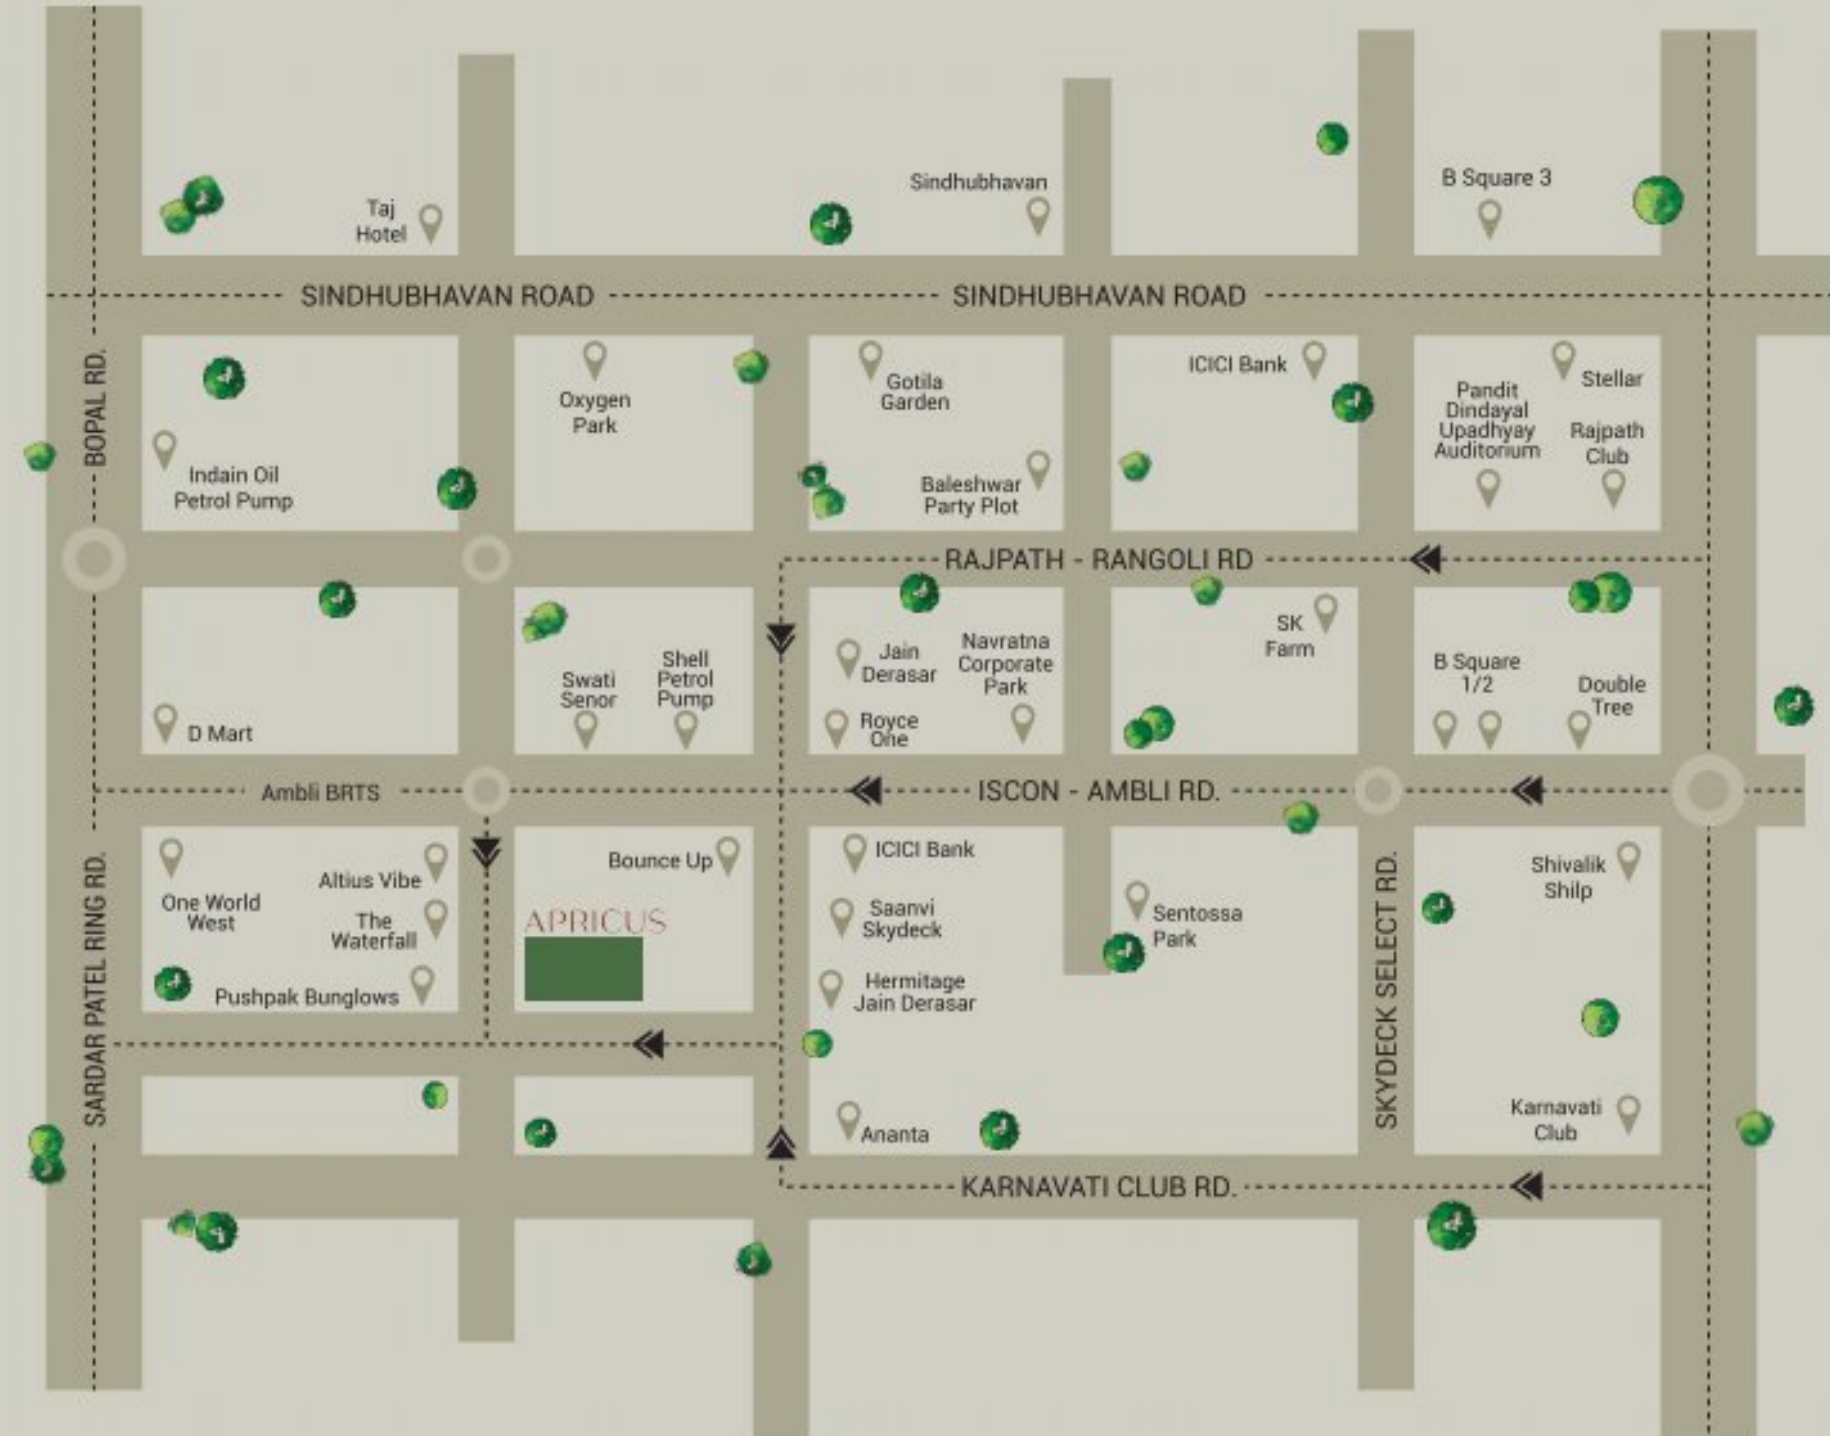 Sindhubhavan
B Square 3
Taj
Hotel
SINDHUBHAVAN ROAD
SINDHUBHAVAN ROAD
BOPAL RD.
Indain Oil
Petrol Pump
Oxygen
Park
Gotila
Garden
Baleshwar
Party Plot
ICICI Bank
Pandit
Dindayal
Upadhyay
Auditorium
Stellar
Rajpath
Club
RAJPATH - RANGOLI RD
D Mart
Swati
Senor
Shell
Petrol
Pump
Jain
Derasar
Royce
One
Navratna
Corporate
Park
SK
Farm
B Square
1/2
Double
Tree
Ambli BRTS
ISCON - AMBLI RD.
SARDAR PATEL RING RD.
One World
West
Altius Vibe
The
Waterfall
Pushpak Bunglows
Bounce Up
APRICUS
ICICI Bank
Saanvi
Skydeck
Hermitage
Jain Derasar
Ananta
Sentossa
Park
SKYDECK SELECT RD.
Shivalik
Shilp
Karnavati
Club
KARNAVATI CLUB RD.